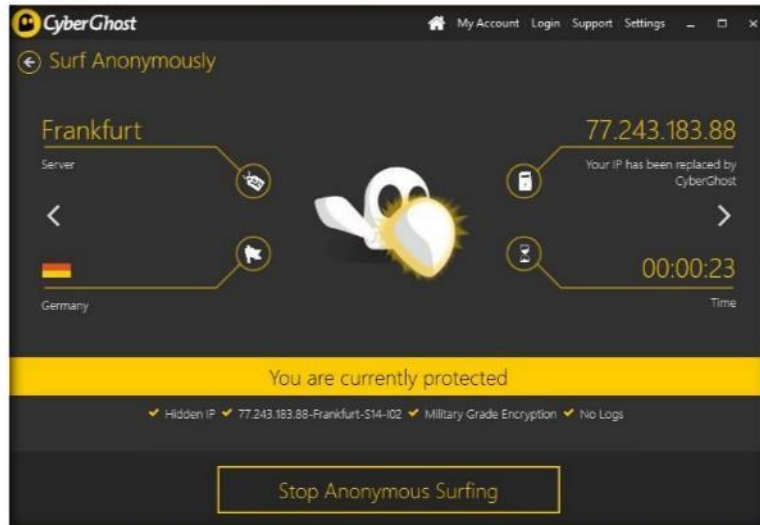 CyberGhost
My Account Login Support Settings
Surf Anonymously
Frankfurt
Server
77.243.183.88
Your IP has been replaced by
CyberGhost
Germany
00:00:23
Time
You are currently protected
Hidden IP 77.243.183.88-Frankfurt-S14-I02 Military Grade Encryption No Logs
Stop Anonymous Surfing